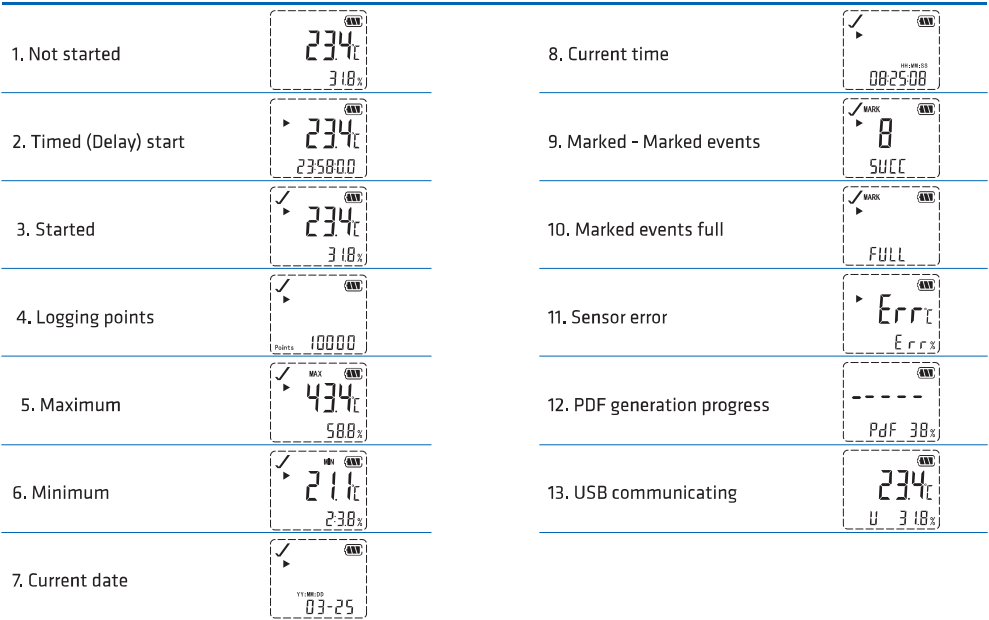 1. Not started
23.4°C
31.8%
2. Timed (Delay) start
23.4°C
23:58:0.0
3. Started
23.4°C
31.8%
4. Logging points
Points 10000
5. Maximum
MAX
43.4°C
58.8%
6. Minimum
MIN
21.1°C
2:3.8%
7. Current date
YY:MM:DD
03-25
8. Current time
HH:MM:SS
08:25:08
9. Marked - Marked events
MARK
8
SUCC
10. Marked events full
MARK
FULL
11. Sensor error
Err°C
Err%
12. PDF generation progress
-----
PdF 38%
13. USB communicating
23.4°C
U 31.8%